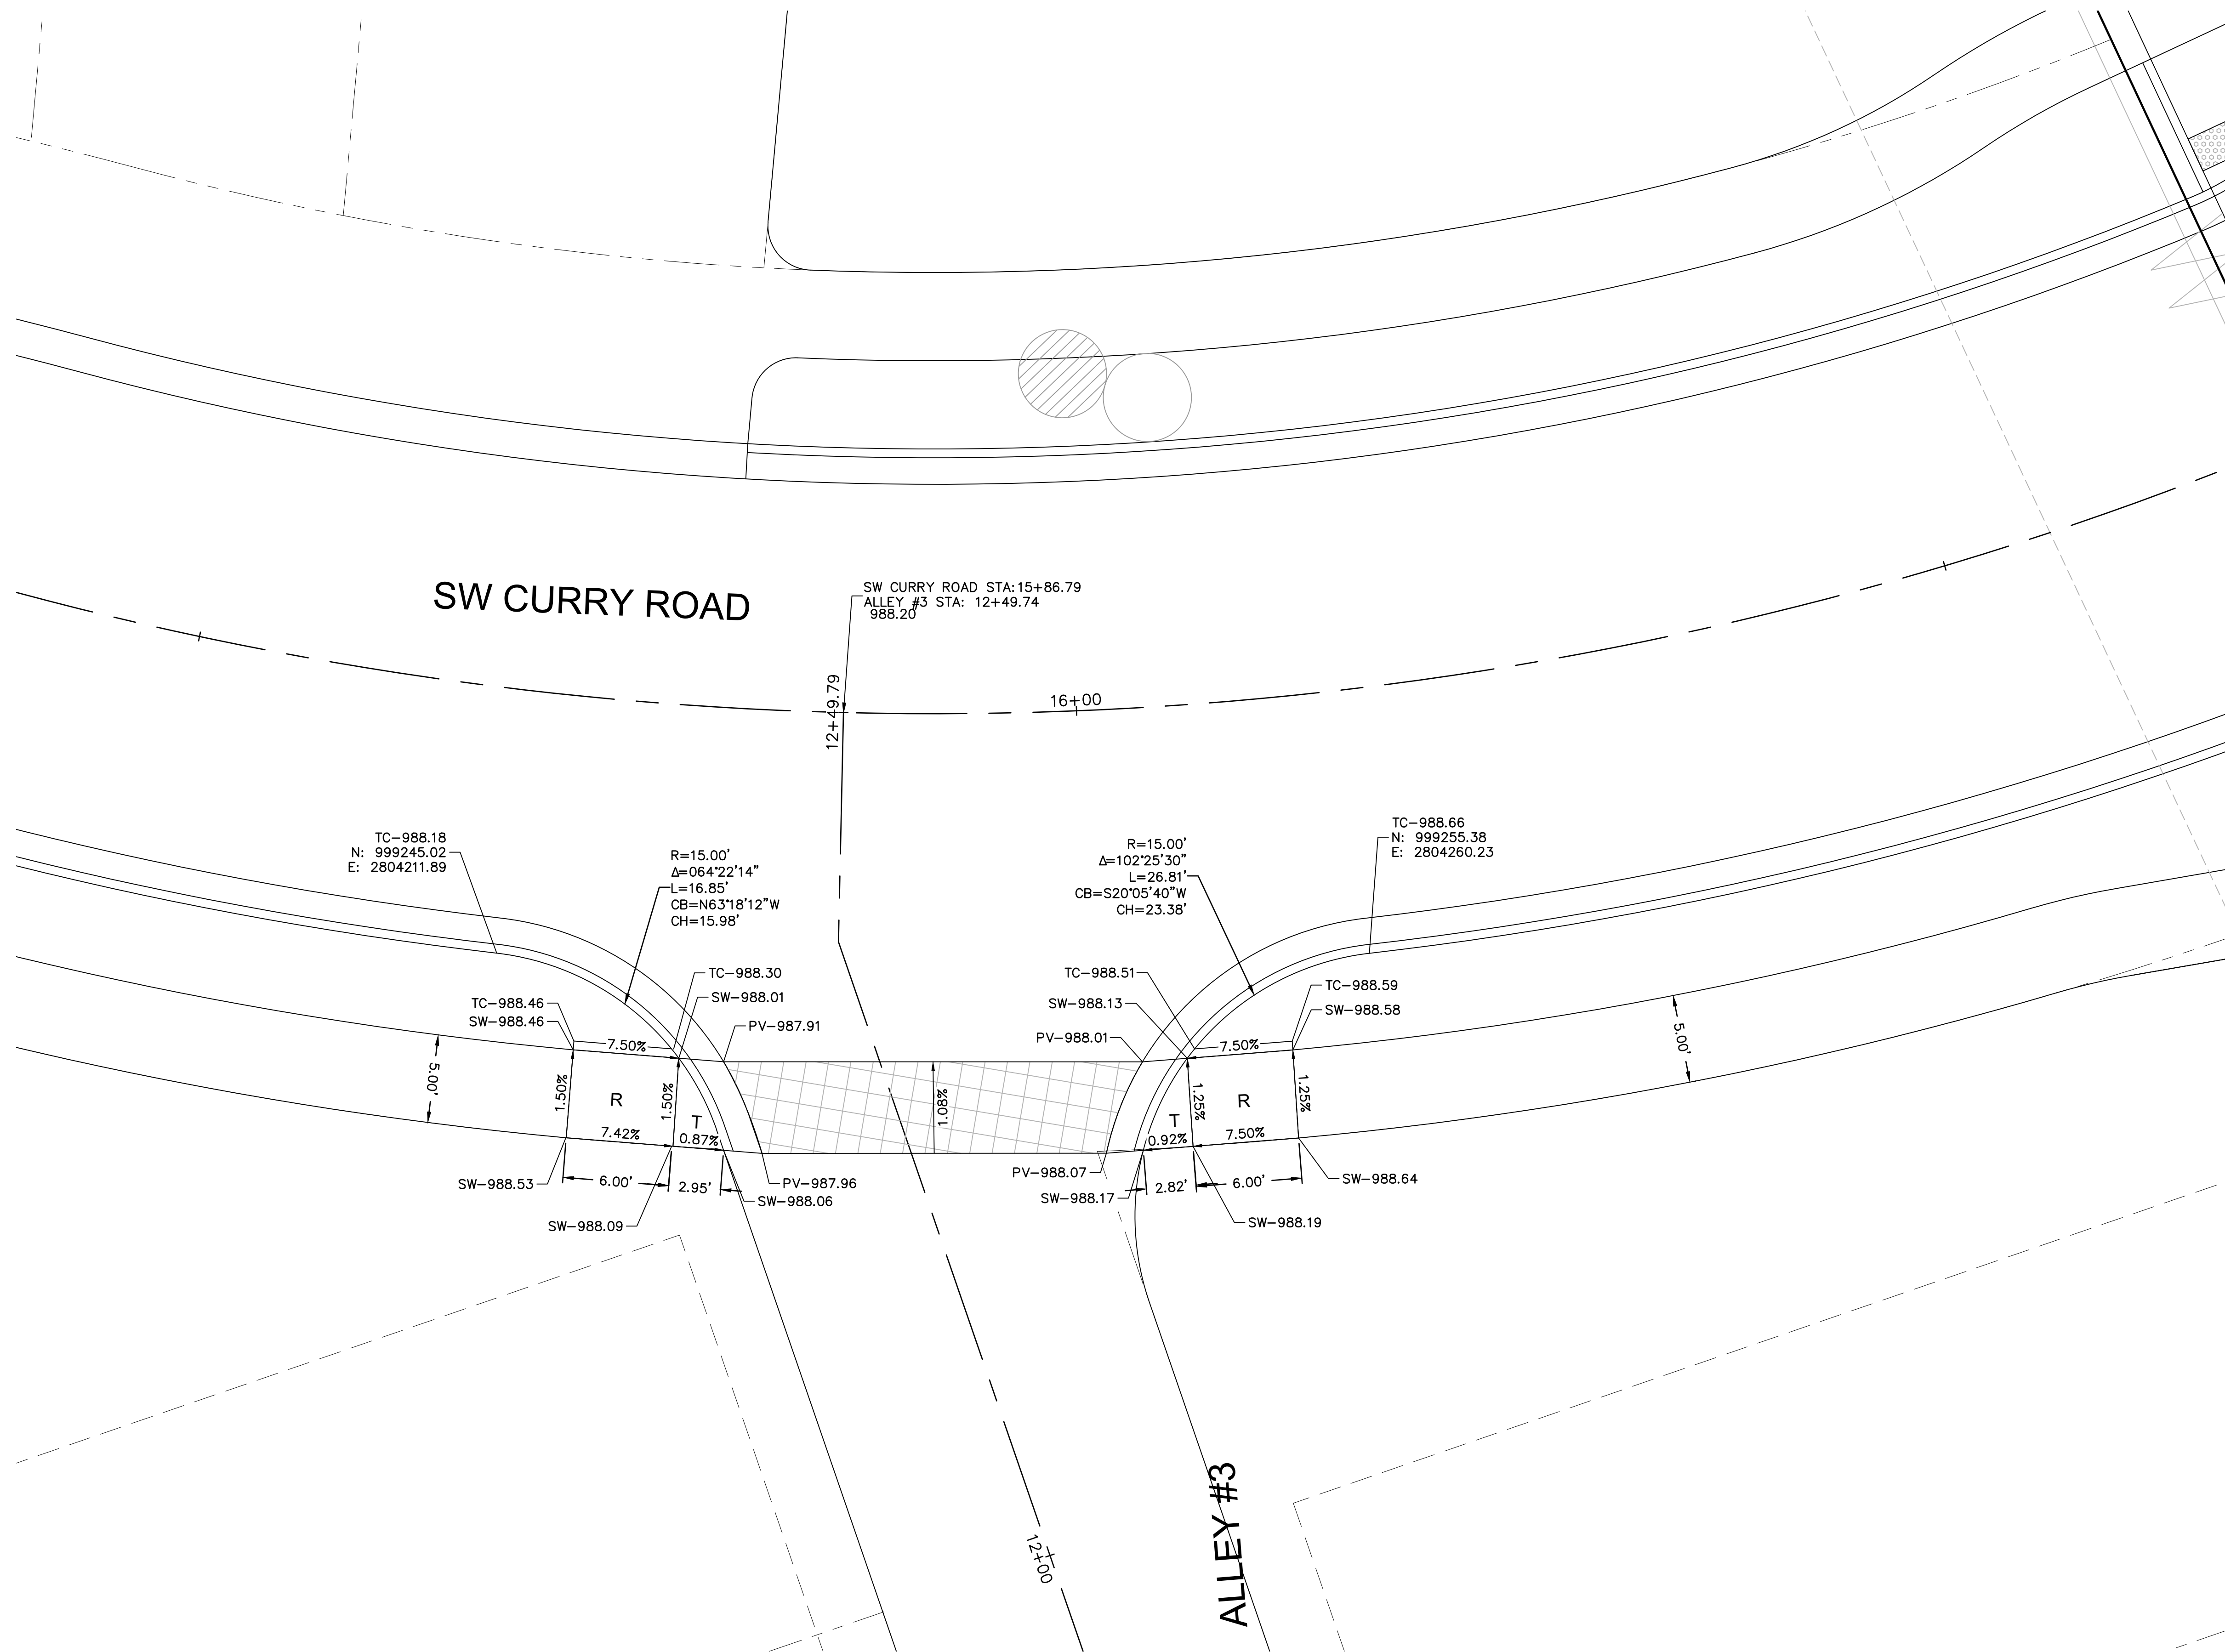 SW CURRY ROAD STA:15+86.79
ALLEY #3 STA: 12+49.74
988.20
SW CURRY ROAD
12+49.79
16+00
TC-988.18
N: 999245.02
E: 2804211.89
R=15.00'
Δ=064°22'14"
L=16.85'
CB=N63°18'12"W
CH=15.98'
R=15.00'
Δ=102°25'30"
L=26.81'
CB=S20°05'40"W
CH=23.38'
TC-988.66
N: 999255.38
E: 2804260.23
TC-988.30
SW-988.01
PV-987.91
TC-988.46
SW-988.46
7.50%
5.00'
1.50%
R
1.50%
T
7.42%
0.87%
SW-988.53
6.00'
2.95'
PV-987.96
SW-988.06
SW-988.09
1.08%
TC-988.51
SW-988.13
PV-988.01
TC-988.59
SW-988.58
7.50%
5.00'
1.25%
R
1.25%
T
0.92%
7.50%
PV-988.07
SW-988.17
2.82'
6.00'
SW-988.64
SW-988.19
ALLEY #3
12+00